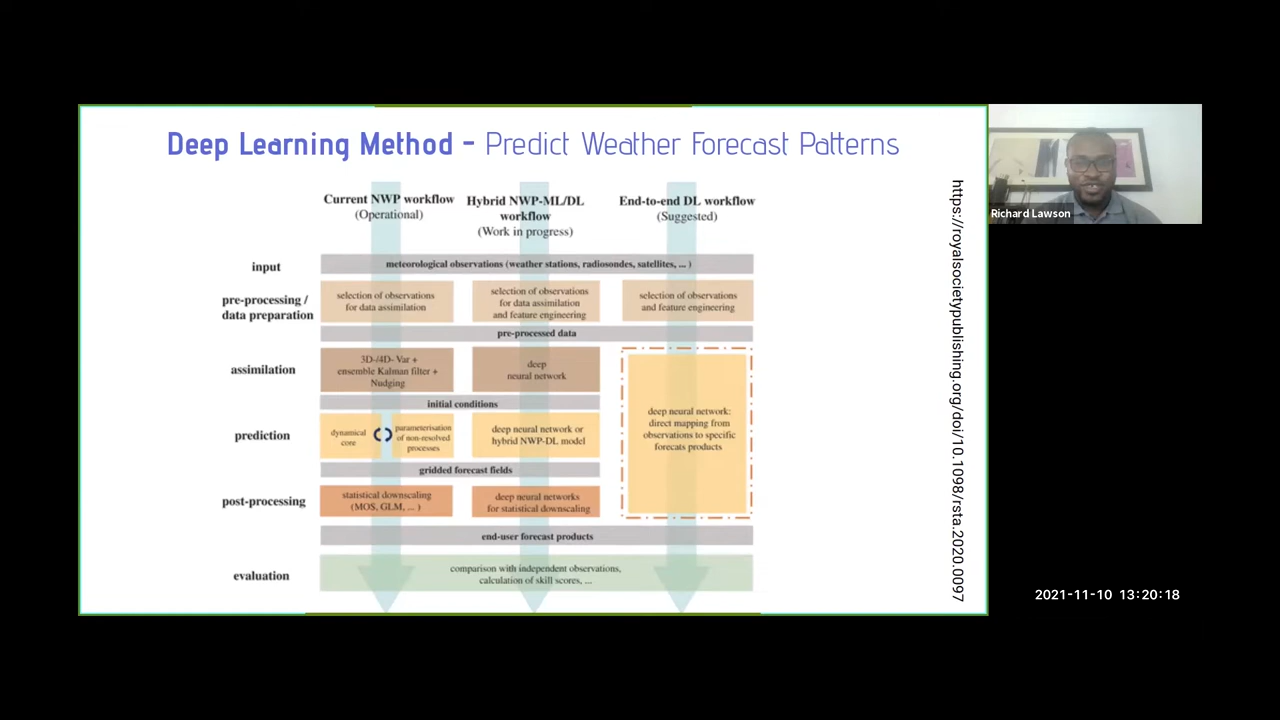 Deep Learning Method - Predict Weather Forecast Patterns
Current NWP workflow
(Operational)
Hybrid NWP-ML/DL
workflow
(Work in progress)
End-to-end DL workflow
(Suggested)
input
meteorological observations (weather stations, radiosondes, satellites, ... )
pre-processing /
data preparation
selection of observations
for data assimilation
selection of observations
for data assimilation
and feature engineering
selection of observations
and feature engineering
pre-processed data
assimilation
3D-/4D- Var +
ensemble Kalman filter +
Nudging
deep
neural network
deep neural network:
direct mapping from
observations to specific
forecats products
initial conditions
prediction
dynamical
core
parameterisation
of non-resolved
processes
deep neural network or
hybrid NWP-DL model
gridded forecast fields
post-processing
statistical downscaling
(MOS, GLM, ... )
deep neural networks
for statistical downscaling
end-user forecast products
evaluation
comparison with independent observations,
calculation of skill scores, ...
https://royalsocietypublishing.org/doi/10.1098/rsta.2020.0097
Richard Lawson
2021-11-10 13:20:18